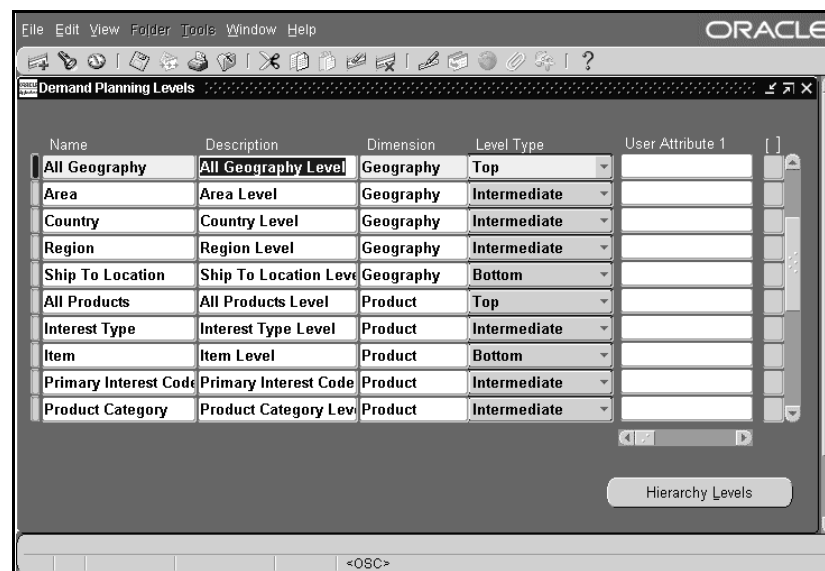 File Edit View Folder Tools Window Help
ORACLE
Demand Planning Levels
Name Description Dimension Level Type User Attribute 1 [ ]
All Geography All Geography Level Geography Top
Area Area Level Geography Intermediate
Country Country Level Geography Intermediate
Region Region Level Geography Intermediate
Ship To Location Ship To Location Leve Geography Bottom
All Products All Products Level Product Top
Interest Type Interest Type Level Product Intermediate
Item Item Level Product Bottom
Primary Interest Code Primary Interest Code Product Intermediate
Product Category Product Category Leve Product Intermediate
Hierarchy Levels
<OSC>